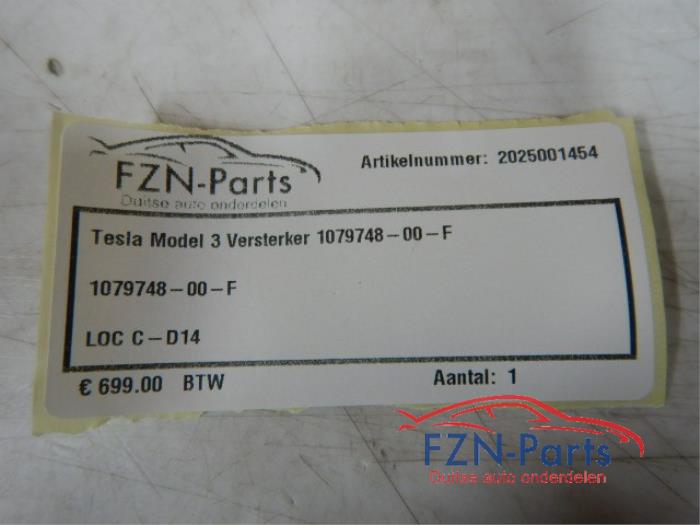 FZN-Parts
Duitse auto onderdelen
Artikelnummer: 2025001454
Tesla Model 3 Versterker 1079748-00-F
1079748-00-F
LOC C-D14
€ 699.00 BTW
Aantal: 1
FZN-Parts
Duitse auto onderdelen